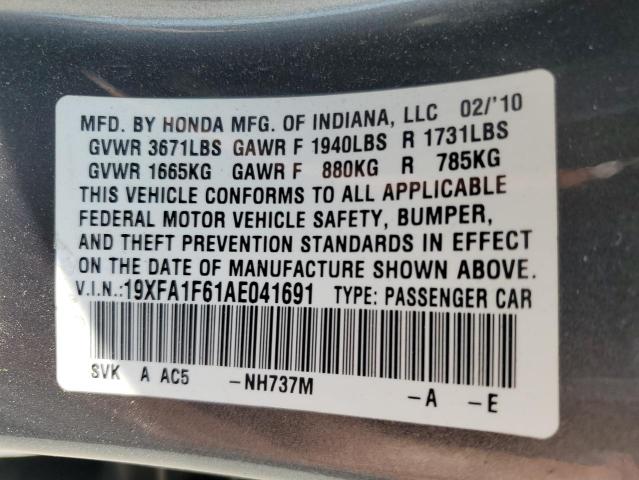 MFD. BY HONDA MFG. OF INDIANA, LLC 02/'10
GVWR 3671LBS GAWR F 1940LBS R 1731LBS
GVWR 1665KG GAWR F 880KG R 785KG
THIS VEHICLE CONFORMS TO ALL APPLICABLE
FEDERAL MOTOR VEHICLE SAFETY, BUMPER,
AND THEFT PREVENTION STANDARDS IN EFFECT
ON THE DATE OF MANUFACTURE SHOWN ABOVE.
V.I.N.:19XFA1F61AE041691 TYPE: PASSENGER CAR
SVK A AC5 -NH737M -A -E